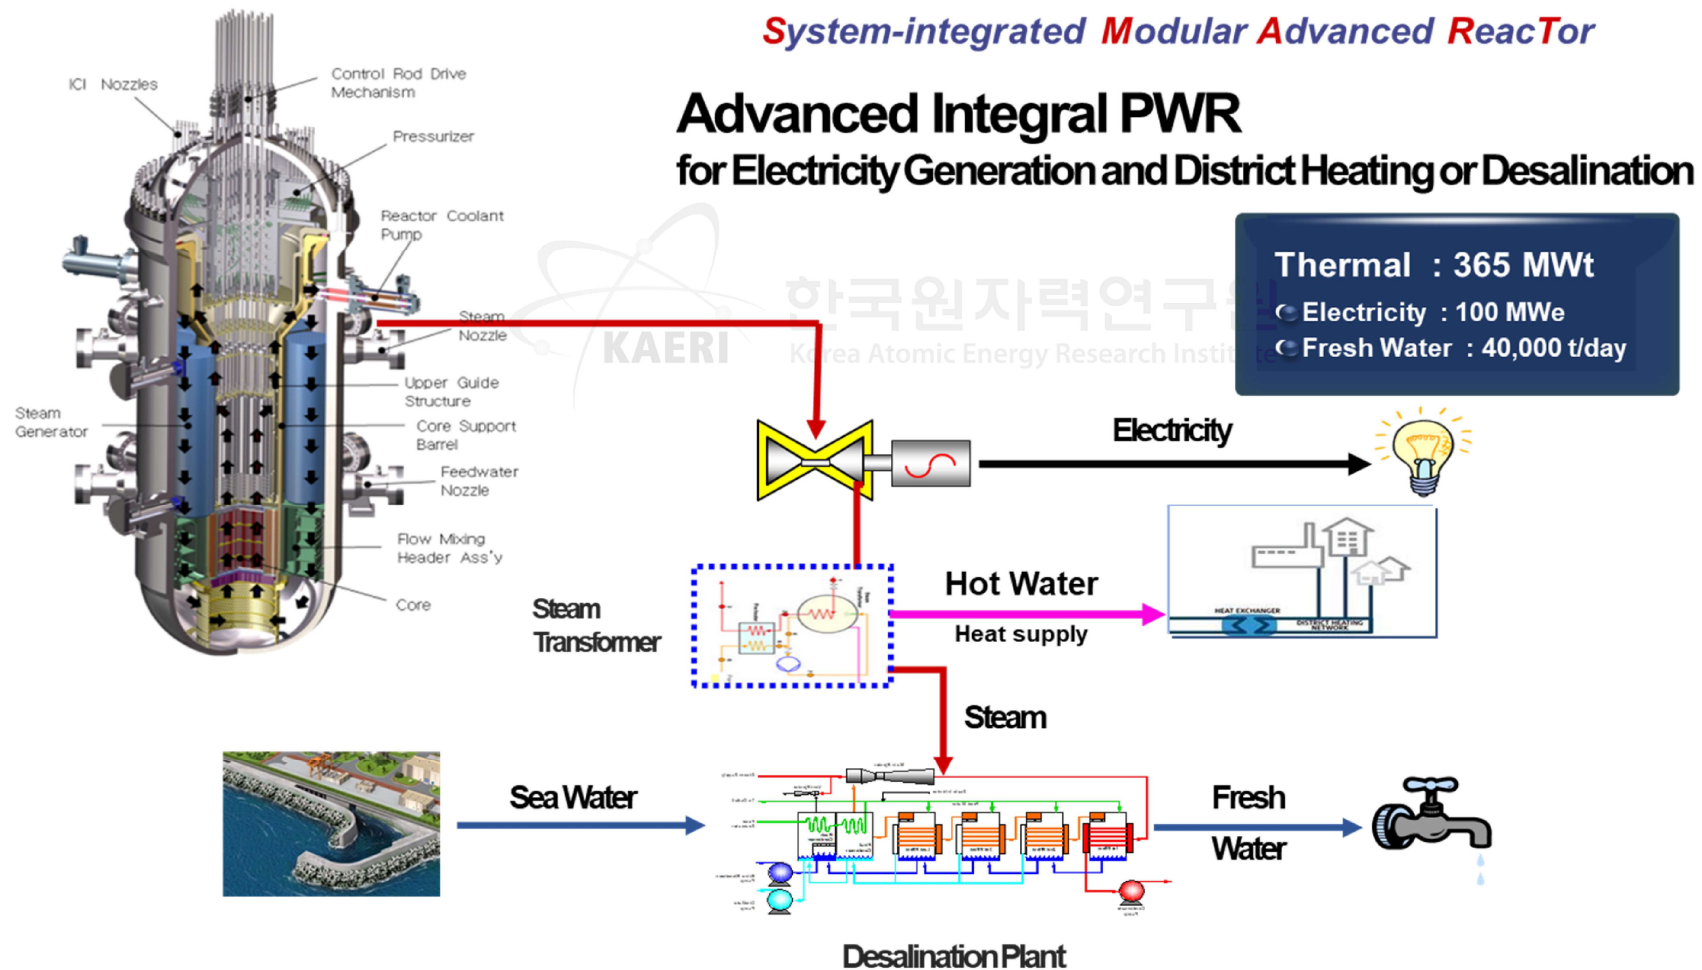 System-integrated Modular Advanced ReacTor
Advanced Integral PWR
for Electricity Generation and District Heating or Desalination
ICI Nozzles
Control Rod Drive
Mechanism
Pressurizer
Reactor Coolant
Pump
Steam
Nozzle
Upper Guide
Structure
Steam
Generator
Core Support
Barrel
Feedwater
Nozzle
Flow Mixing
Header Ass'y
Core
KAERI
한국원자력연구원
Korea Atomic Energy Research Institute
Thermal : 365 MWt
Electricity : 100 MWe
Fresh Water : 40,000 t/day
Electricity
Steam
Transformer
Hot Water
Heat supply
HEAT EXCHANGER
DISTRICT HEATING
NETWORK
Steam
Sea Water
Fresh
Water
Desalination Plant